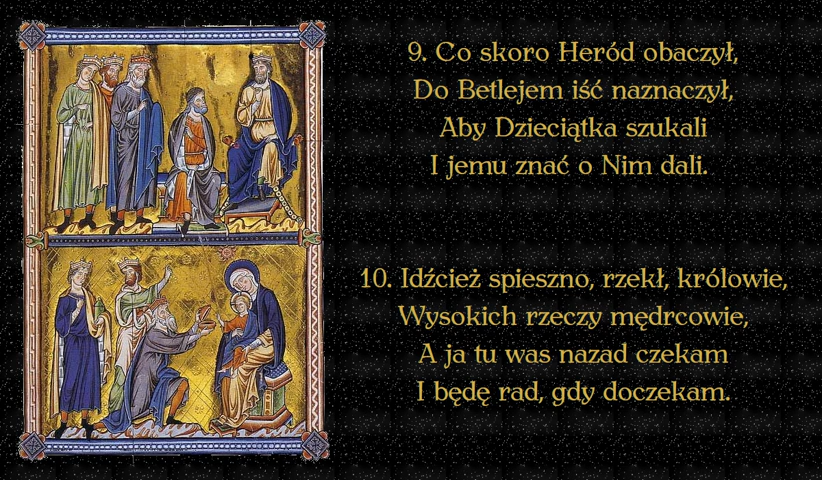 9. Co skoro Heród obaczył,
Do Betlejem iść naznaczył,
Aby Dzieciątka szukali
I jemu znać o Nim dali.
10. Idźcież spieszno, rzekł, królowie,
Wysokich rzeczy mędrcowie,
A ja tu was nazad czekam
I będę rad, gdy doczekam.